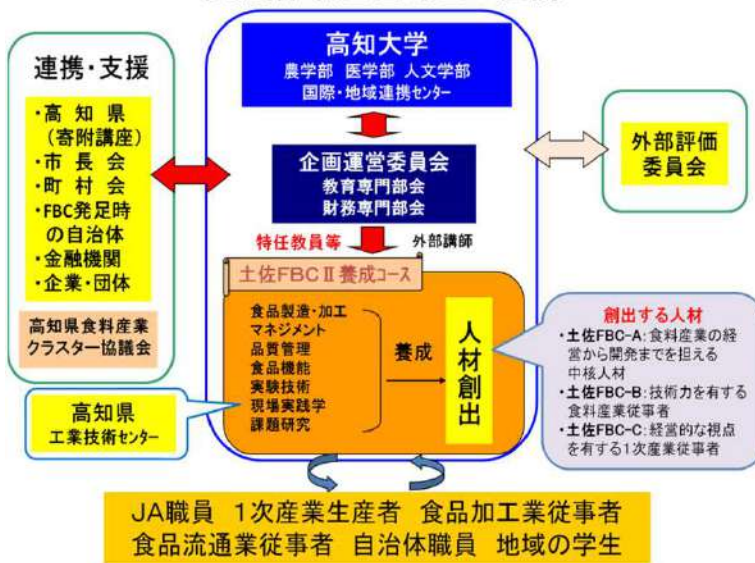 連携・支援
・高知県
（寄附講座）
・市長会
・町村会
・FBC発足時
の自治体
・金融機関
・企業・団体
高知県食料産業
クラスター協議会
高知県
工業技術センター
高知大学
農学部 医学部 人文学部
国際・地域連携センター
企画運営委員会
教育専門部会
財務専門部会
特任教員等
外部講師
土佐FBCⅡ養成コース
食品製造・加工
マネジメント
品質管理
食品機能
実験技術
現場実践学
課題研究
養成
人材創出
外部評価
委員会
創出する人材
・土佐FBC-A:食料産業の経
営から開発までを担える
中核人材
・土佐FBC-B:技術力を有する
食料産業従事者
・土佐FBC-C:経営的な視点
を有する1次産業従事者
JA職員 1次産業生産者 食品加工業従事者
食品流通業従事者 自治体職員 地域の学生